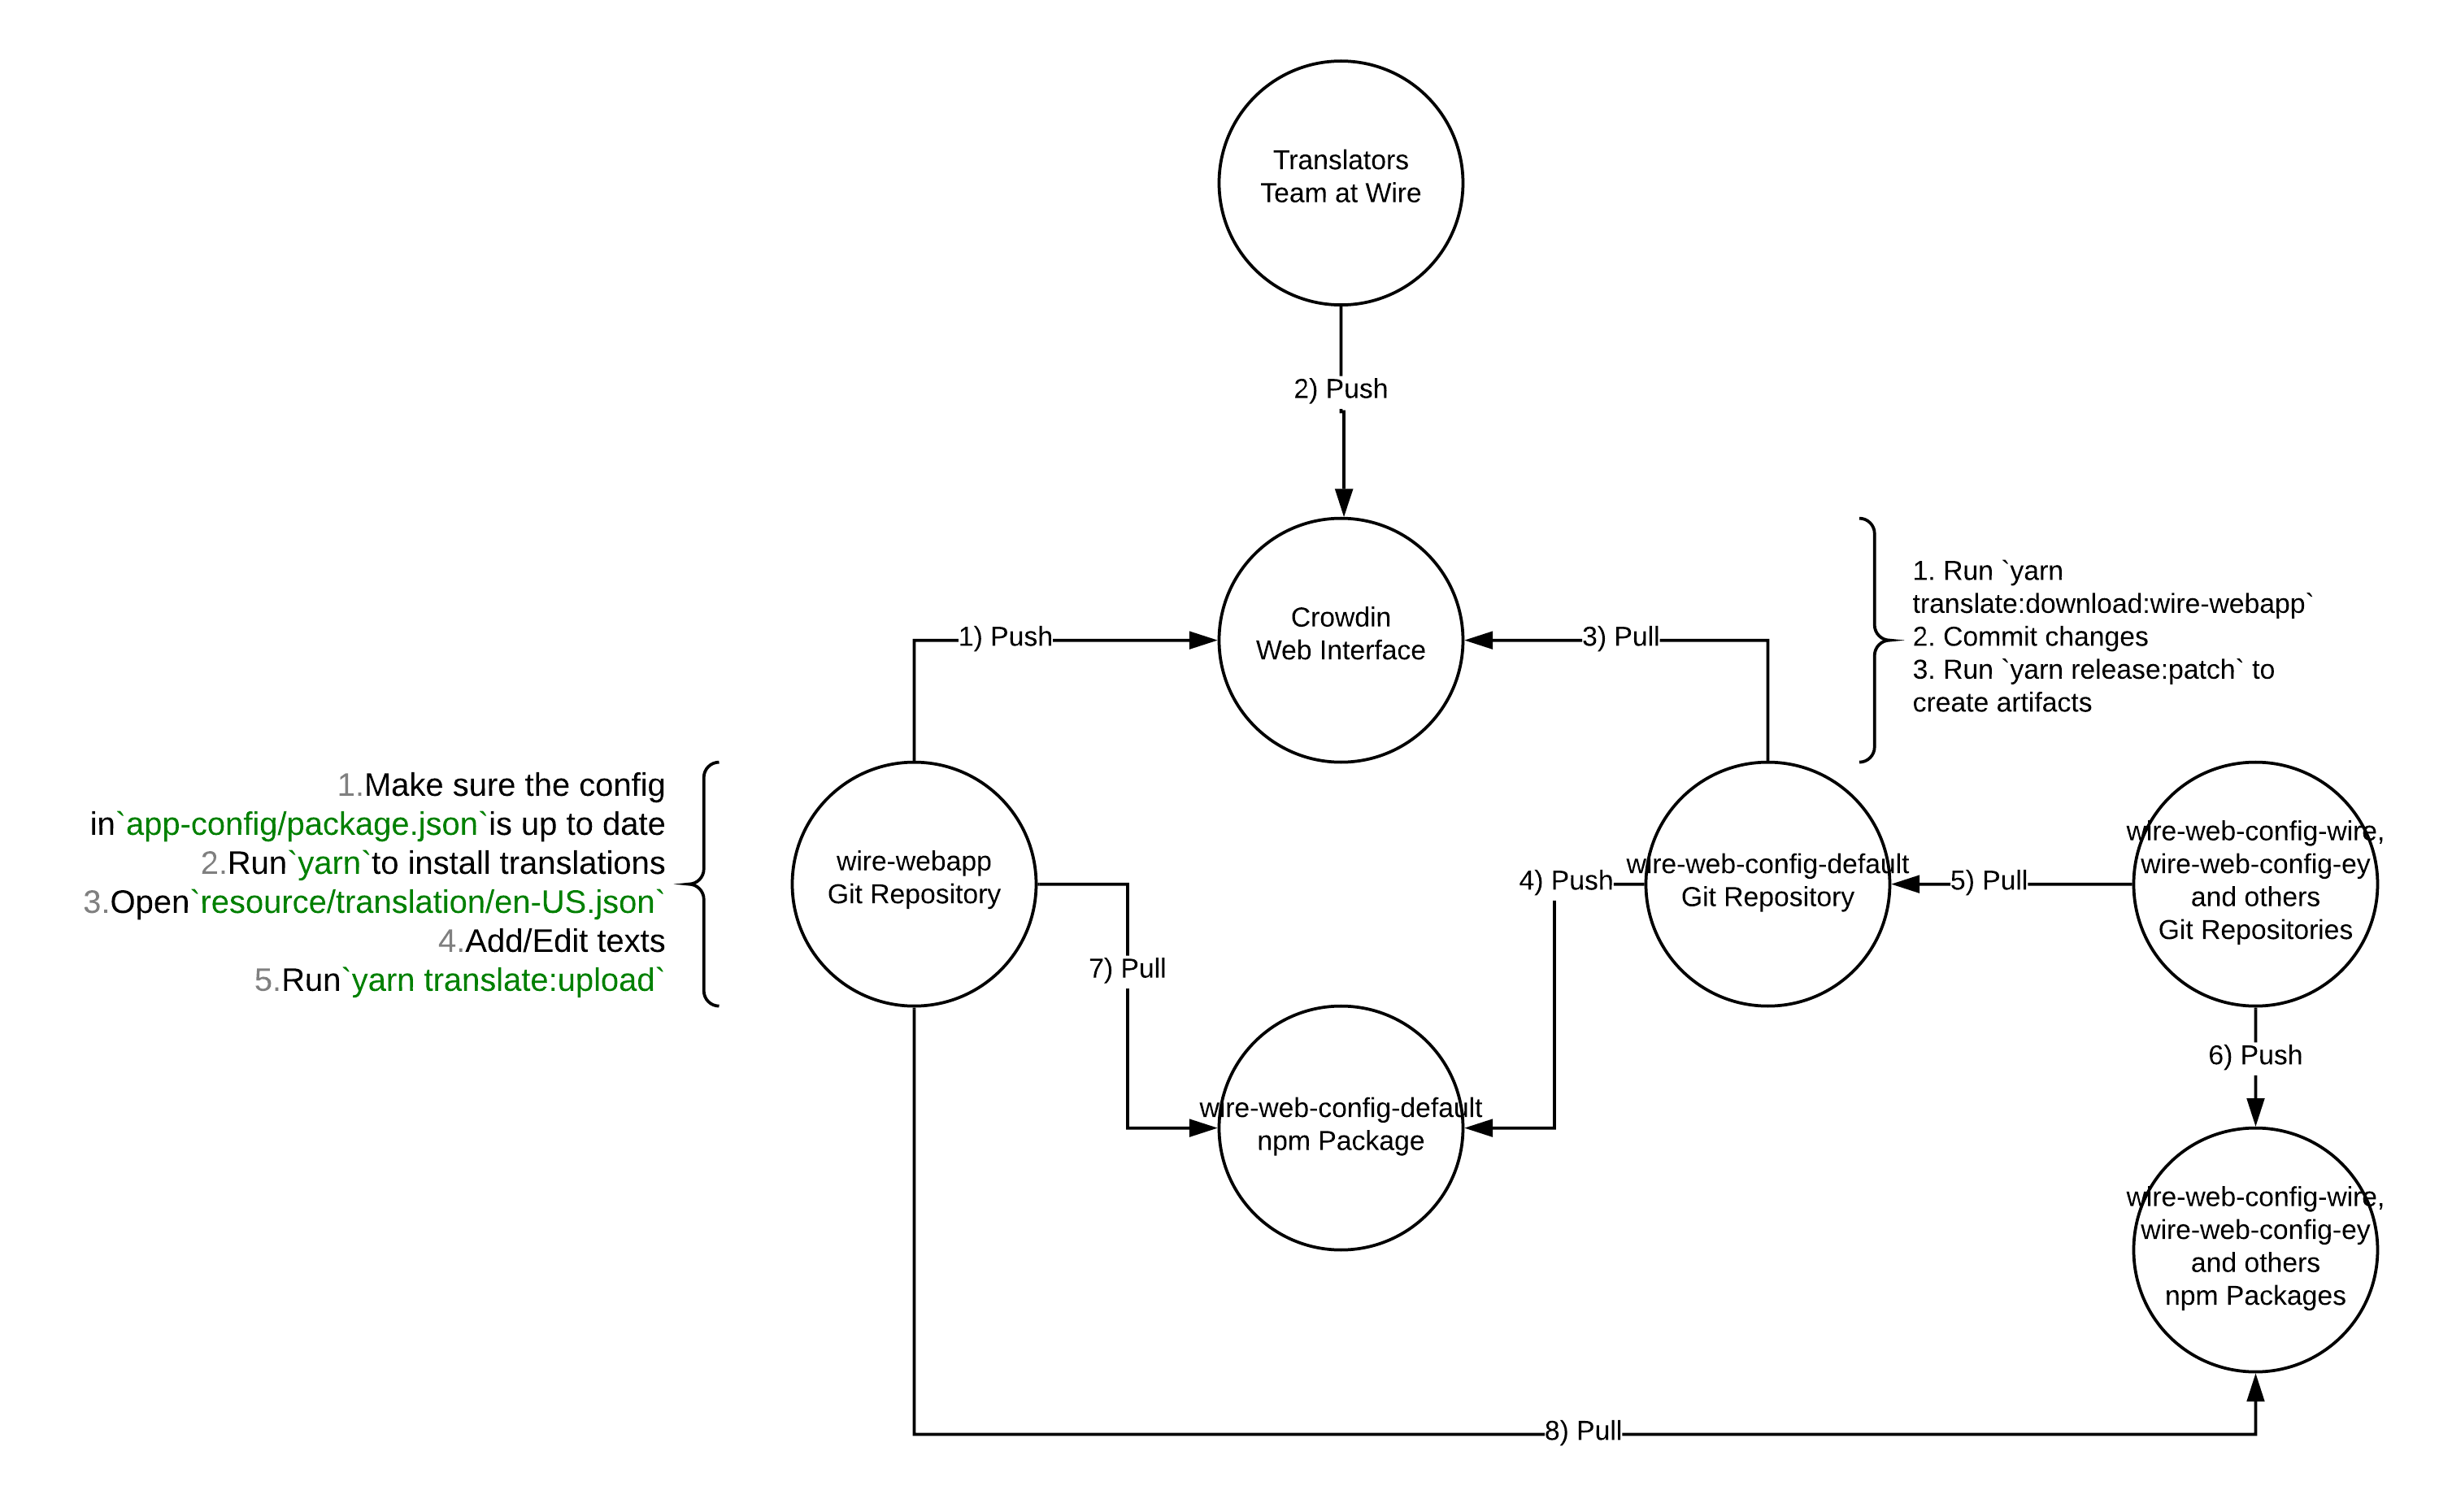 Translators
Team at Wire
2) Push
Crowdin
Web Interface
1) Push
3) Pull
1. Run `yarn
translate:download:wire-webapp`
2. Commit changes
3. Run `yarn release:patch` to
create artifacts
1.Make sure the config
in`app-config/package.json`is up to date
2.Run`yarn`to install translations
3.Open`resource/translation/en-US.json`
4.Add/Edit texts
5.Run`yarn translate:upload`
wire-webapp
Git Repository
7) Pull
4) Push
wire-web-config-default
Git Repository
5) Pull
wire-web-config-wire,
wire-web-config-ey
and others
Git Repositories
6) Push
wire-web-config-default
npm Package
wire-web-config-wire,
wire-web-config-ey
and others
npm Packages
8) Pull